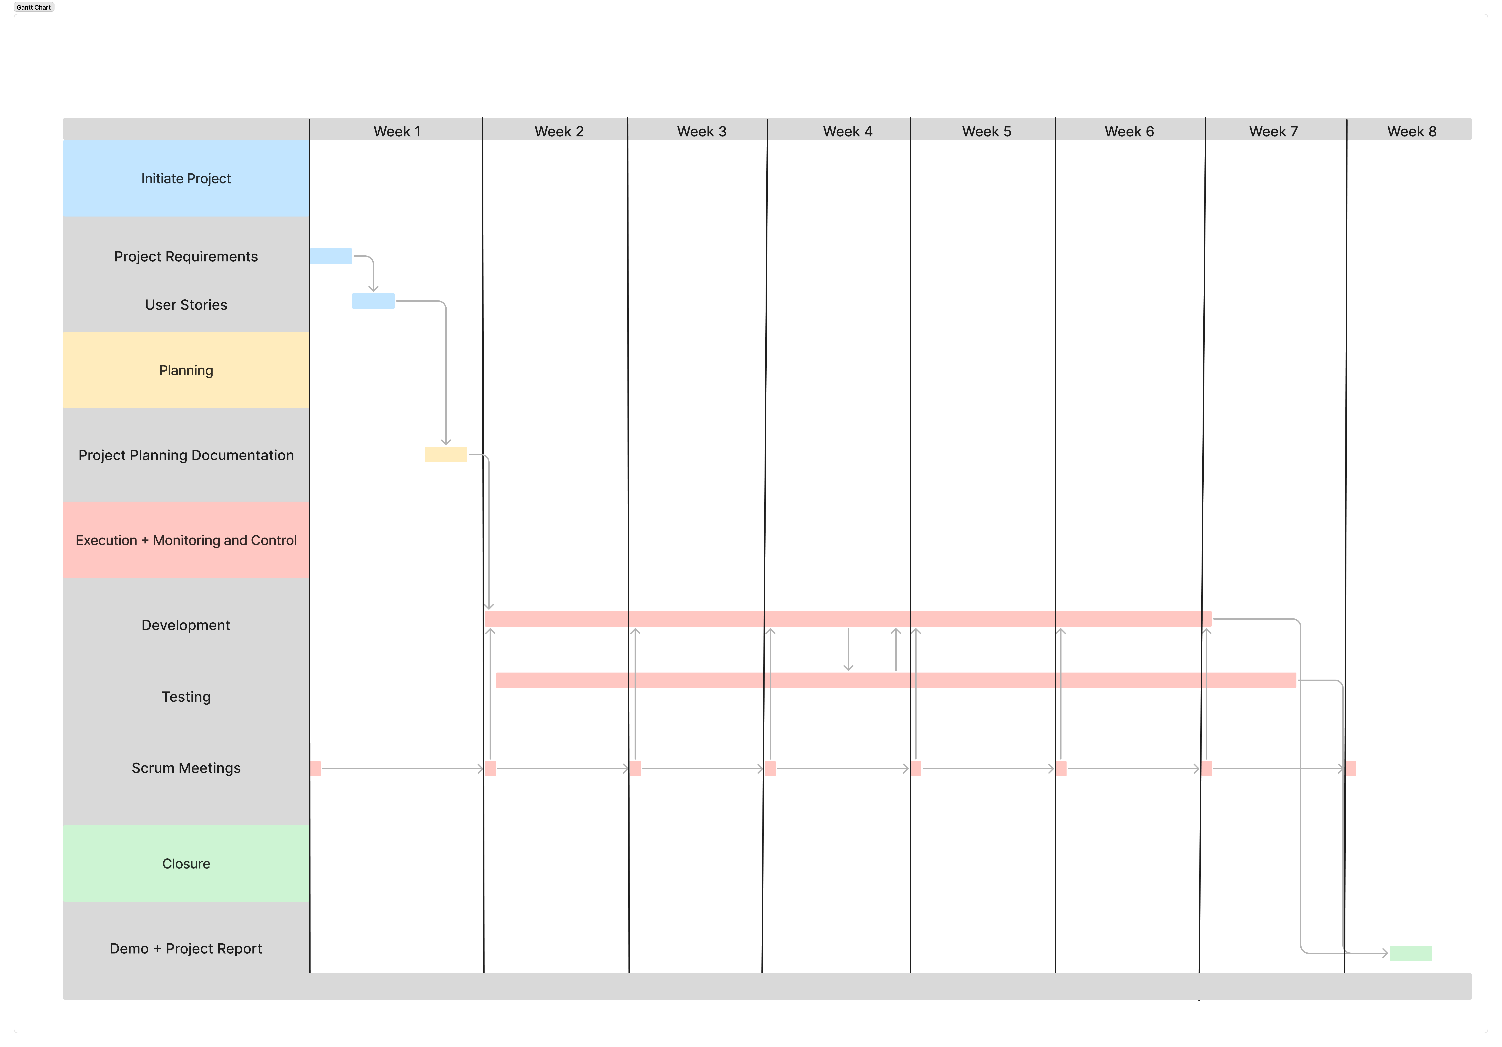 Gantt Chart
Week 1 Week 2 Week 3 Week 4 Week 5 Week 6 Week 7 Week 8
Initiate Project
Project Requirements
User Stories
Planning
Project Planning Documentation
Execution + Monitoring and Control
Development
Testing
Scrum Meetings
Closure
Demo + Project Report